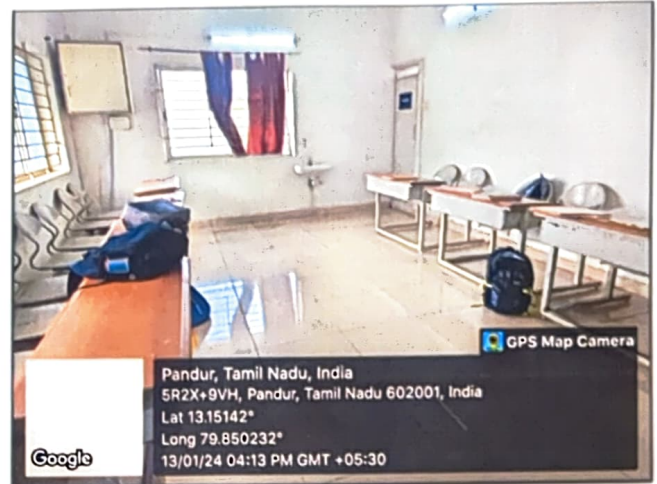 GPS Map Camera
Pandur, Tamil Nadu, India
5R2X+9VH, Pandur, Tamil Nadu 602001, India
Lat 13.15142°
Long 79.850232°
13/01/24 04:13 PM GMT +05:30
Google